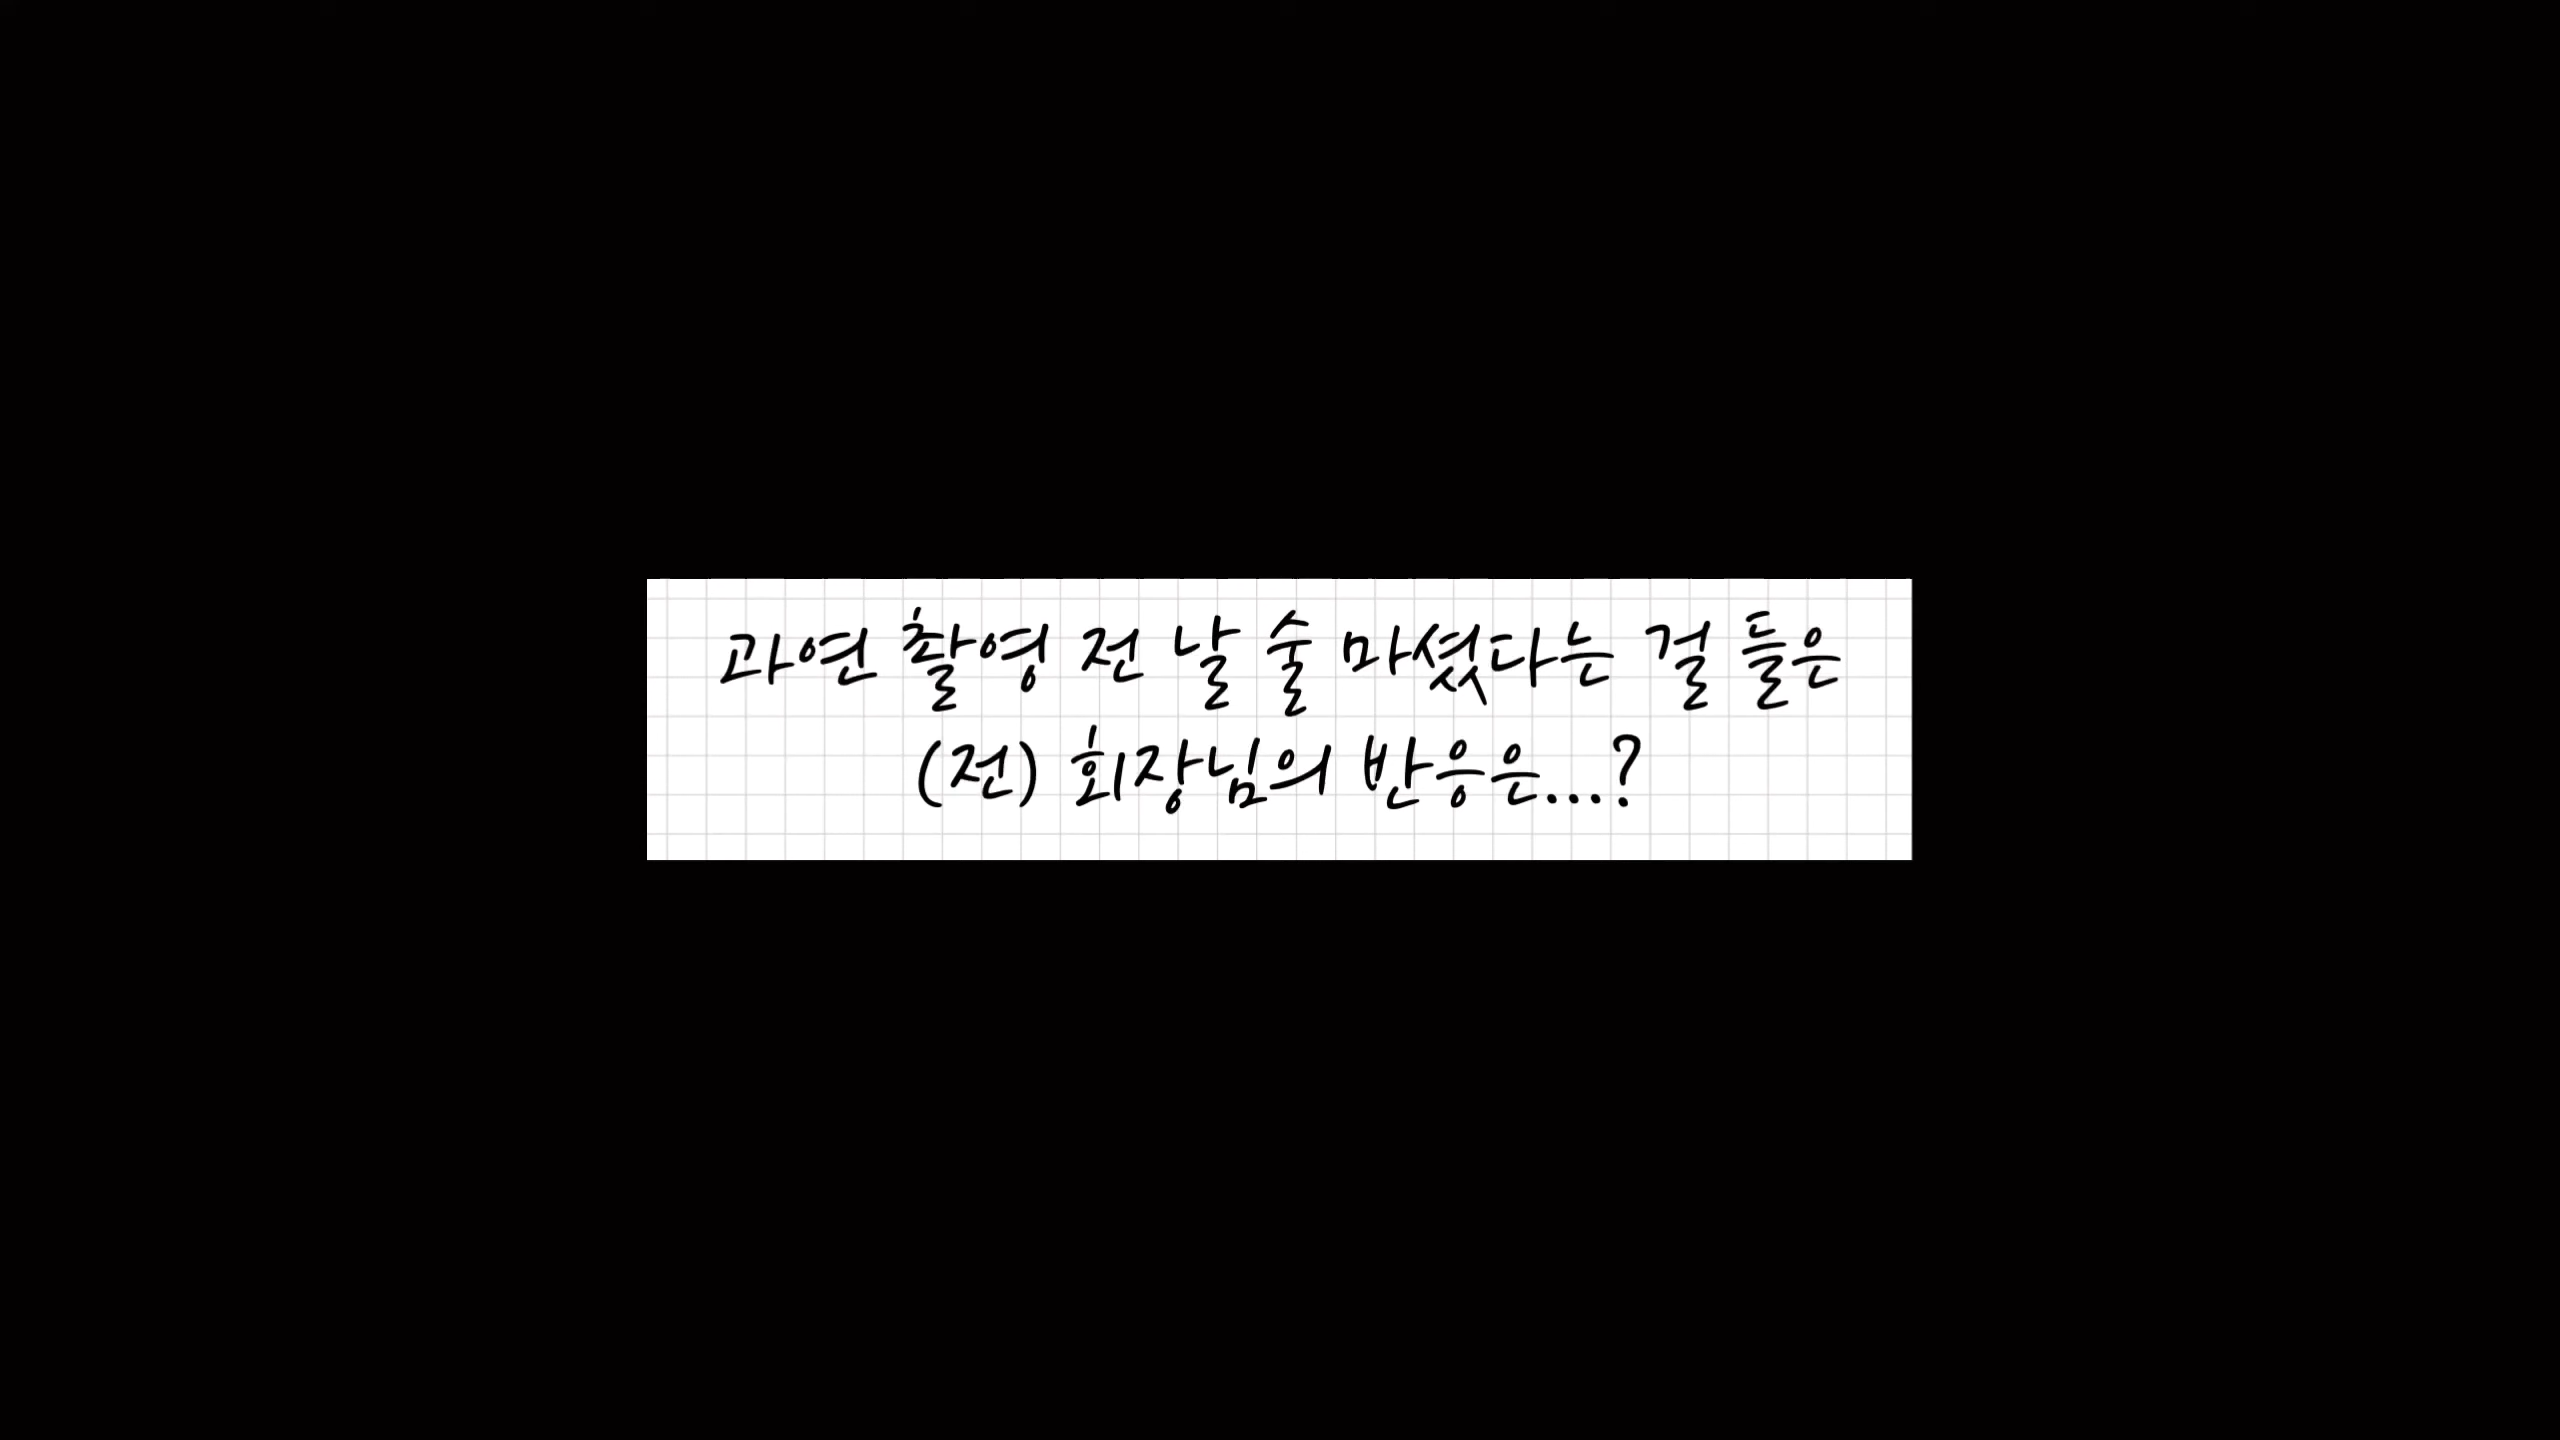 과연 촬영 전 날 술 마셨다는 걸 들은
(전) 회장님의 반응은...?